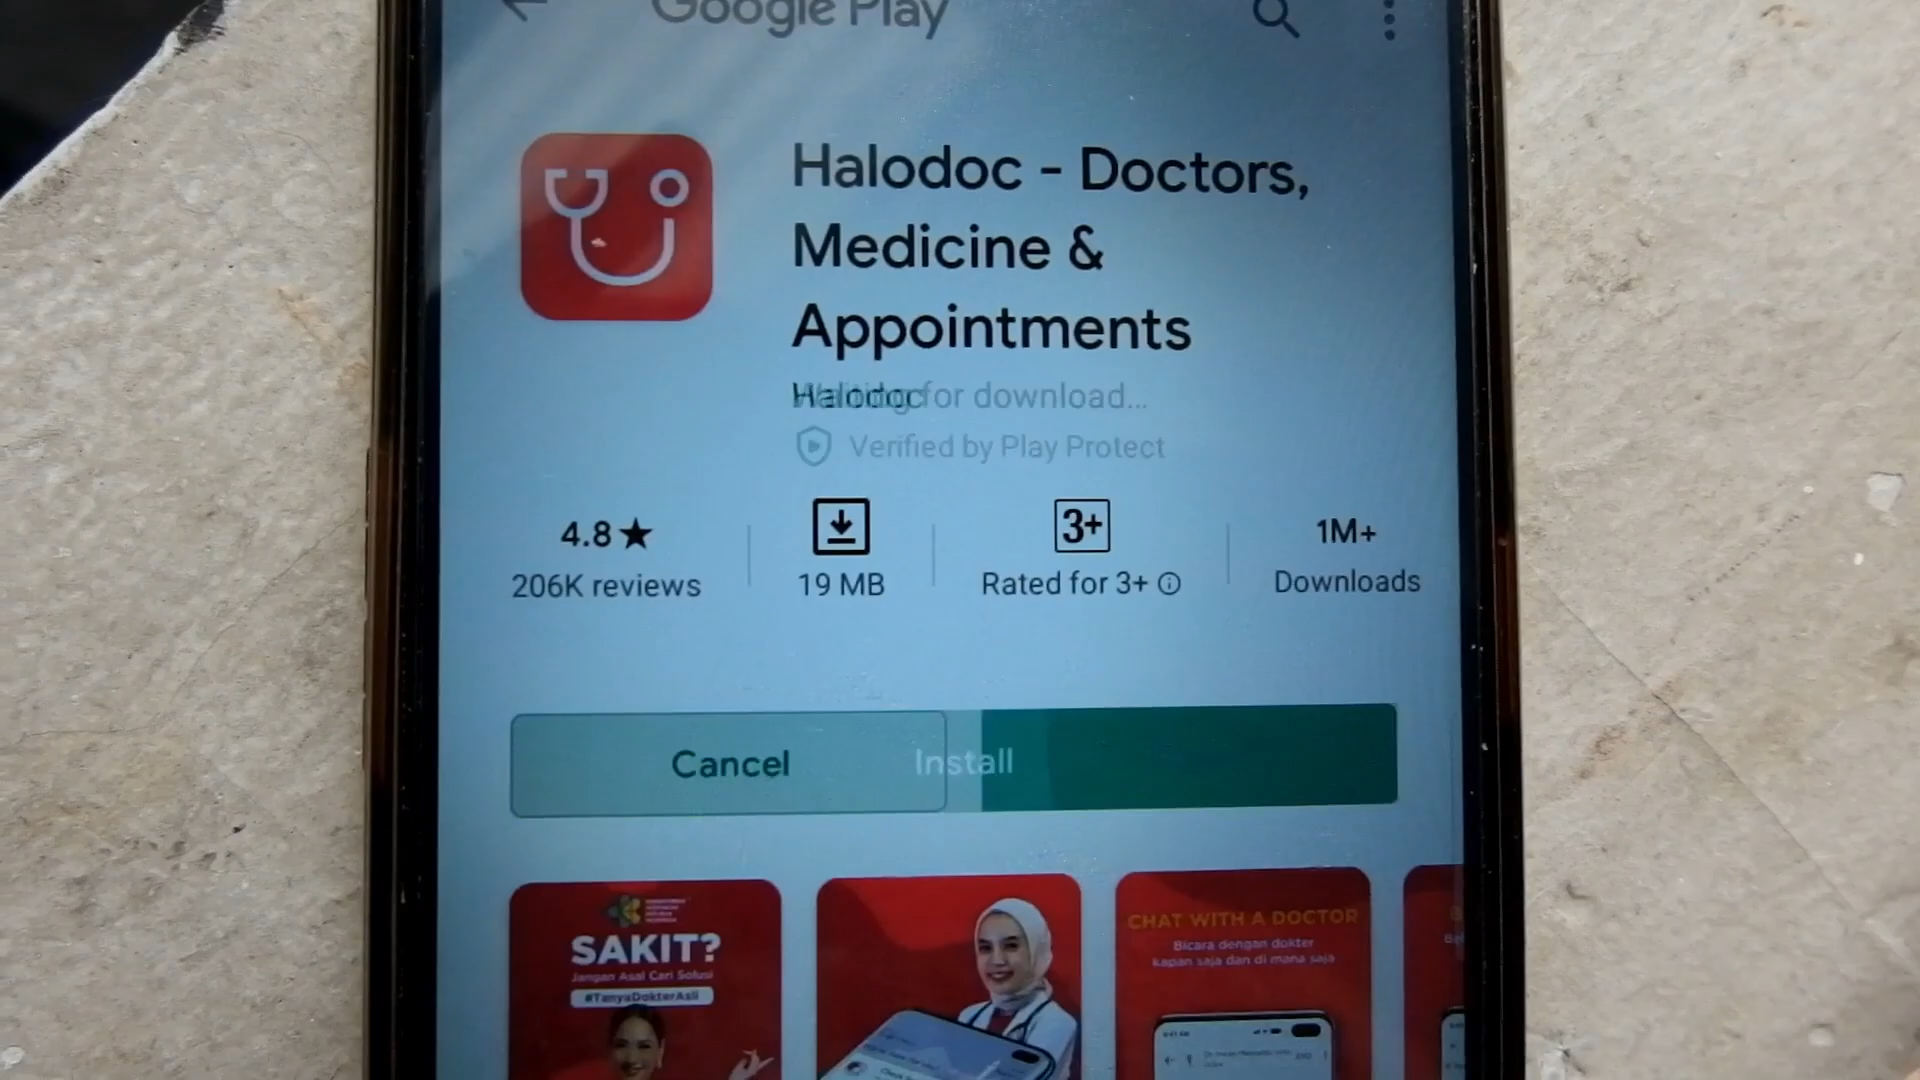 Google Play
Halodoc - Doctors,
Medicine &
Appointments
Halodoc
for download...
Verified by Play Protect
4.8★
206K reviews
19 MB
3+
Rated for 3+
1M+
Downloads
Cancel
Install
SAKIT?
Jangan Asal Cari Solusi
#TanyaDokterAsli
CHAT WITH A DOCTOR
Bicara dengan dokter
kapan saja dan di mana saja